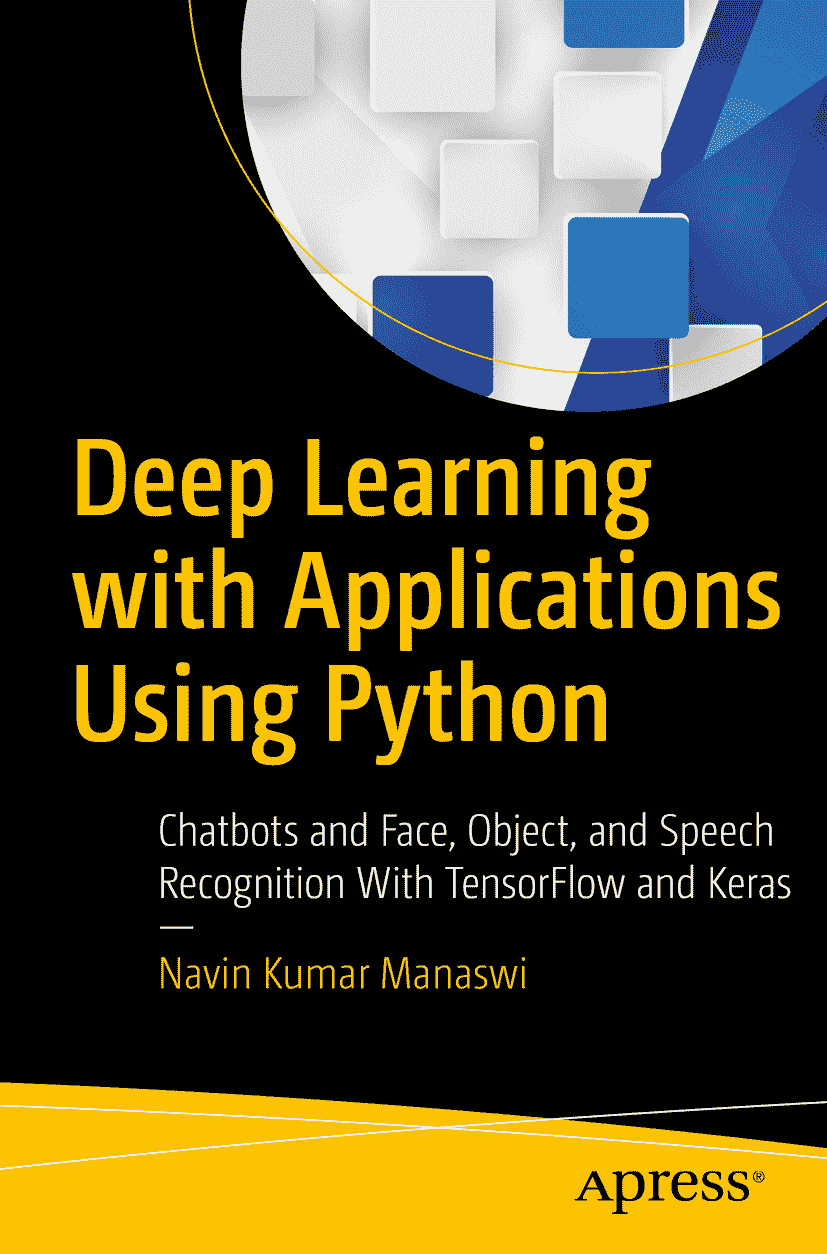 Deep Learning
with Applications
Using Python
Chatbots and Face, Object, and Speech
Recognition With TensorFlow and Keras
—
Navin Kumar Manaswi
Apress®